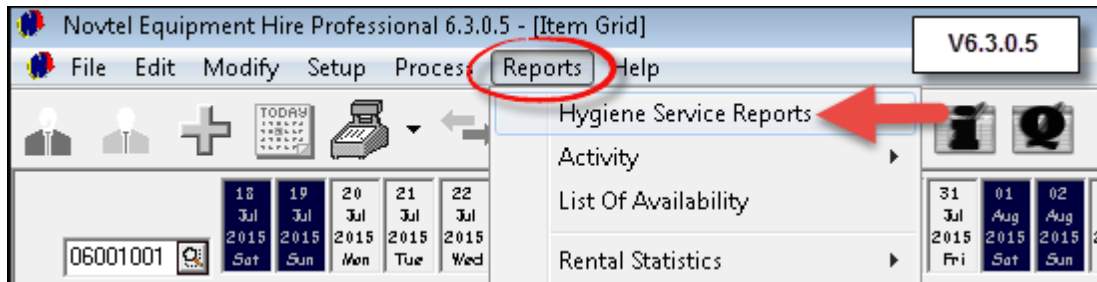 Novtel Equipment Hire Professional 6.3.0.5 - [Item Grid]
V6.3.0.5
File Edit Modify Setup Process Reports Help
TODAY
Hygiene Service Reports
i Q
Activity
List Of Availability
Rental Statistics
18 19 20 21 22 31 01 02
Jul Jul Jul Jul Jul Jul Aug Aug
2015 2015 2015 2015 2015 2015 2015 2015
Sat Sun Mon Tue Wed Fri Sat Sun
06001001